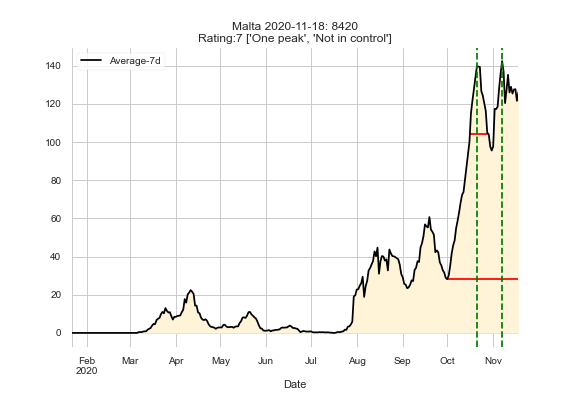 Malta 2020-11-18: 8420
Rating:7 ['One peak', 'Not in control']
Average-7d
140
120
100
80
60
40
20
0
Feb Mar Apr May Jun Jul Aug Sep Oct Nov
2020
Date